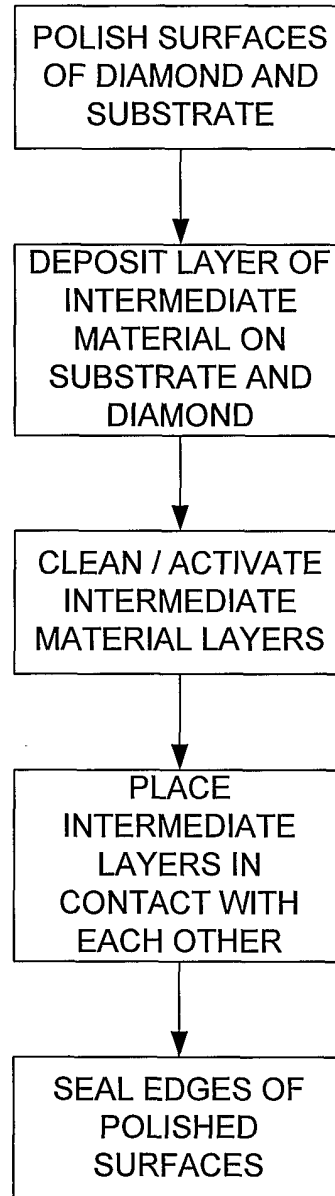 POLISH SURFACES
OF DIAMOND AND
SUBSTRATE
DEPOSIT LAYER OF
INTERMEDIATE
MATERIAL ON
SUBSTRATE AND
DIAMOND
CLEAN / ACTIVATE
INTERMEDIATE
MATERIAL LAYERS
PLACE
INTERMEDIATE
LAYERS IN
CONTACT WITH
EACH OTHER
SEAL EDGES OF
POLISHED
SURFACES